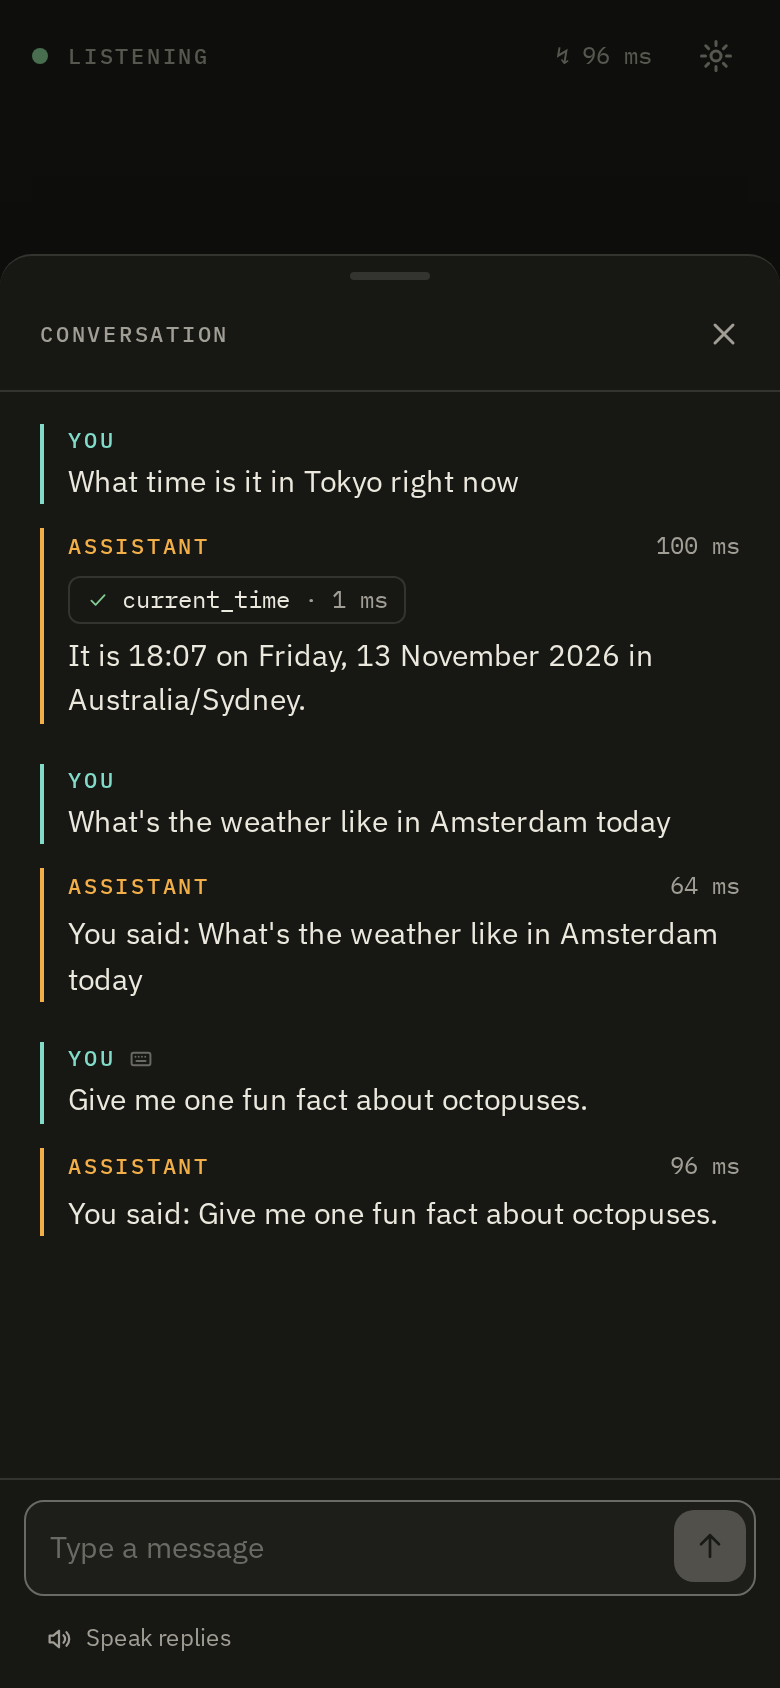 LISTENING
↯ 96 ms
CONVERSATION
YOU
What time is it in Tokyo right now
ASSISTANT 100 ms
current_time · 1 ms
It is 18:07 on Friday, 13 November 2026 in
Australia/Sydney.
YOU
What's the weather like in Amsterdam today
ASSISTANT 64 ms
You said: What's the weather like in Amsterdam
today
YOU
Give me one fun fact about octopuses.
ASSISTANT 96 ms
You said: Give me one fun fact about octopuses.
Type a message
Speak replies